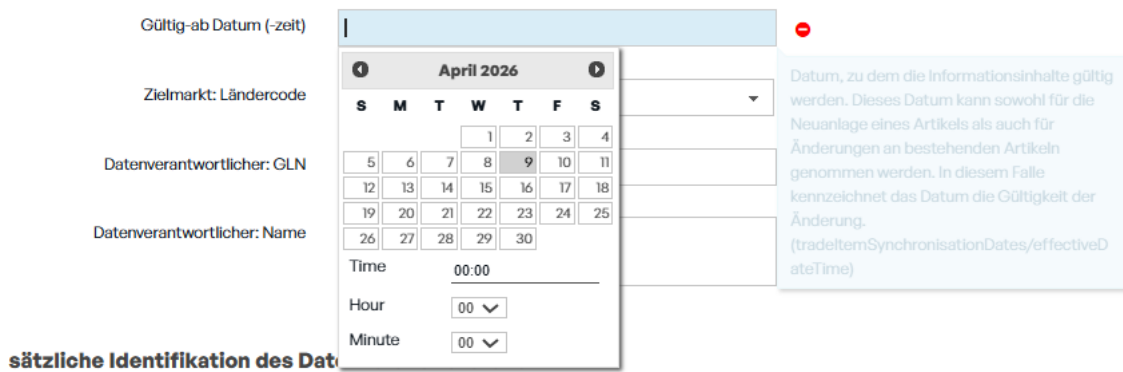 Gültig-ab Datum (-zeit)
April 2026
S M T W T F S
1 2 3 4
5 6 7 8 9 10 11
12 13 14 15 16 17 18
19 20 21 22 23 24 25
26 27 28 29 30
Time 00:00
Hour 00
Minute 00
Zielmarkt: Ländercode
Datenverantwortlicher: GLN
Datenverantwortlicher: Name
Datum, zu dem die Informationsinhalte gültig
werden. Dieses Datum kann sowohl für die
Neuanlage eines Artikels als auch für
Änderungen an bestehenden Artikeln
genommen werden. In diesem Falle
kennzeichnet das Datum die Gültigkeit der
Änderung.
(tradeItemSynchronisationDates/effectiveD
ateTime)
sätzliche Identifikation des Date